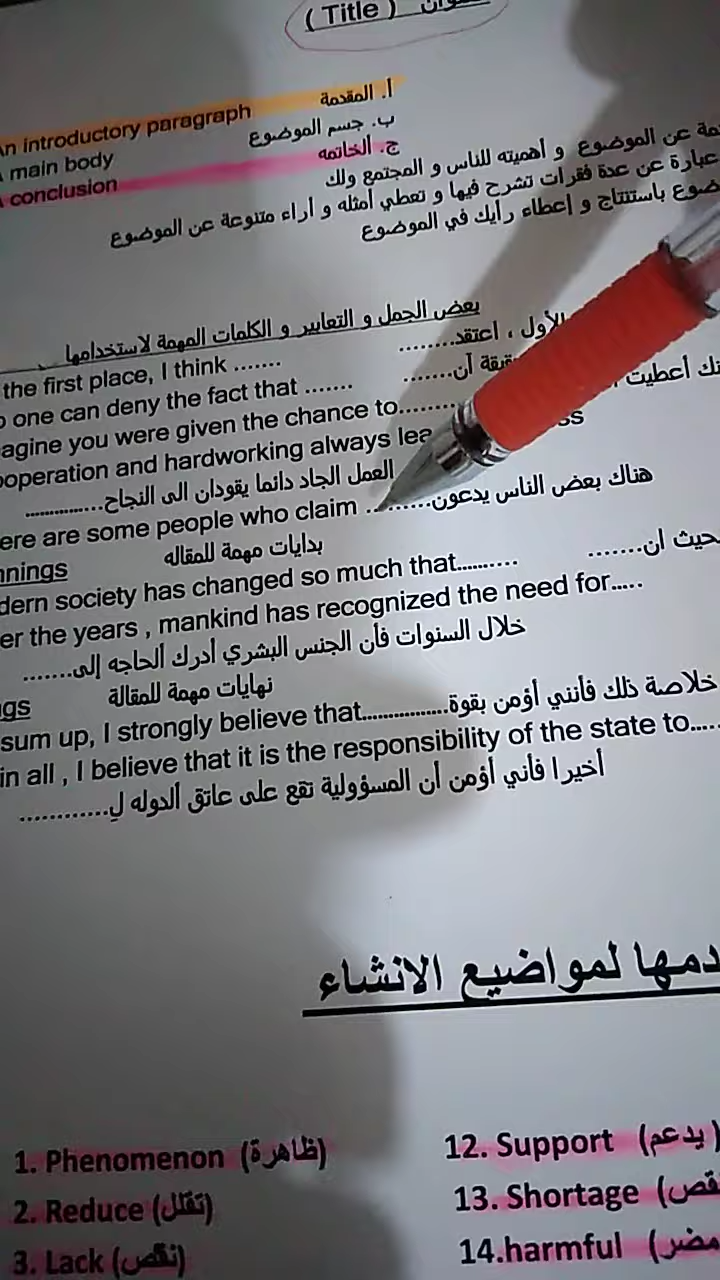 ( Title )
An introductory paragraph أ. المقدمة
main body ب. جسم الموضوع
conclusion ج. الخاتمه
عن الموضوع و أهميته للناس و المجتمع ولك
عبارة عن عدة فقرات تشرح فيها و تعطي أمثله و أراء متنوعة عن الموضوع
باستنتاج و إعطاء رأيك في الموضوع
بعض الجمل و التعابير و الكلمات المهمة لاستخدامها
the first place, I think ....... الأول ، اعتقد.........
one can deny the fact that ....... أن.......
agine you were given the chance to........ أعطيت
operation and hardworking always lea
العمل الجاد دائما يقودان الى النجاح...............
ere are some people who claim .........هناك بعض الناس يدعون
nnings بدايات مهمة للمقاله
dern society has changed so much that.......... حيث ان.......
er the years , mankind has recognized the need for.....
خلال السنوات فأن الجنس البشري أدرك ألحاجه إلى.......
gs نهايات مهمة للمقالة
sum up, I strongly believe that................خلاصة ذلك فأنني أؤمن بقوة
in all , I believe that it is the responsibility of the state to.....
أخيرا فأني أؤمن أن المسؤولية تقع على عاتق ألدوله لِ............
دمها لمواضيع الانشاء
1. Phenomenon (ظاهرة)
2. Reduce (تقلل)
3. Lack (نقص)
12. Support (يدعم)
13. Shortage
14.harmful (مضر